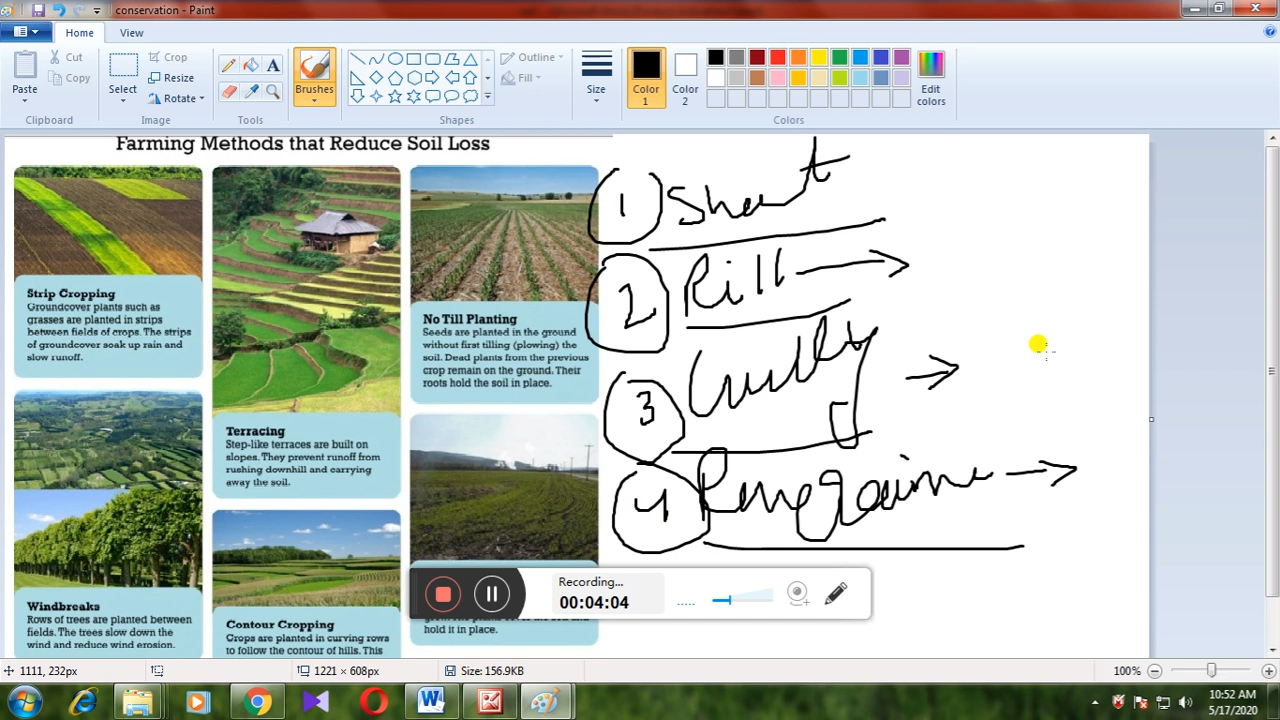 conservation - Paint
Home
View
Paste
Cut
Copy
Clipboard
Select
Crop
Resize
Rotate
Image
Tools
Brushes
Shapes
Outline
Fill
Size
Color 1
Color 2
Edit colors
Colors
Farming Methods that Reduce Soil Loss
Strip Cropping
Groundcover plants such as
grasses are planted in strips
between fields of crops. The strips
of groundcover soak up rain and
slow runoff.
Terracing
Step-like terraces are built on
slopes. They prevent runoff from
rushing downhill and carrying
away the soil.
No Till Planting
Seeds are planted in the ground
without first tilling (plowing) the
soil. Dead plants from the previous
crop remain on the ground. Their
roots hold the soil in place.
Windbreaks
Rows of trees are planted between
fields. The trees slow down the
wind and reduce wind erosion.
Contour Cropping
Crops are planted in curving rows
to follow the contour of hills. This
hold it in place.
1
2 Rill
3
4
Recording...
00:04:04
1111, 232px
1221 × 608px
Size: 156.9KB
100%
10:52 AM
5/17/2020